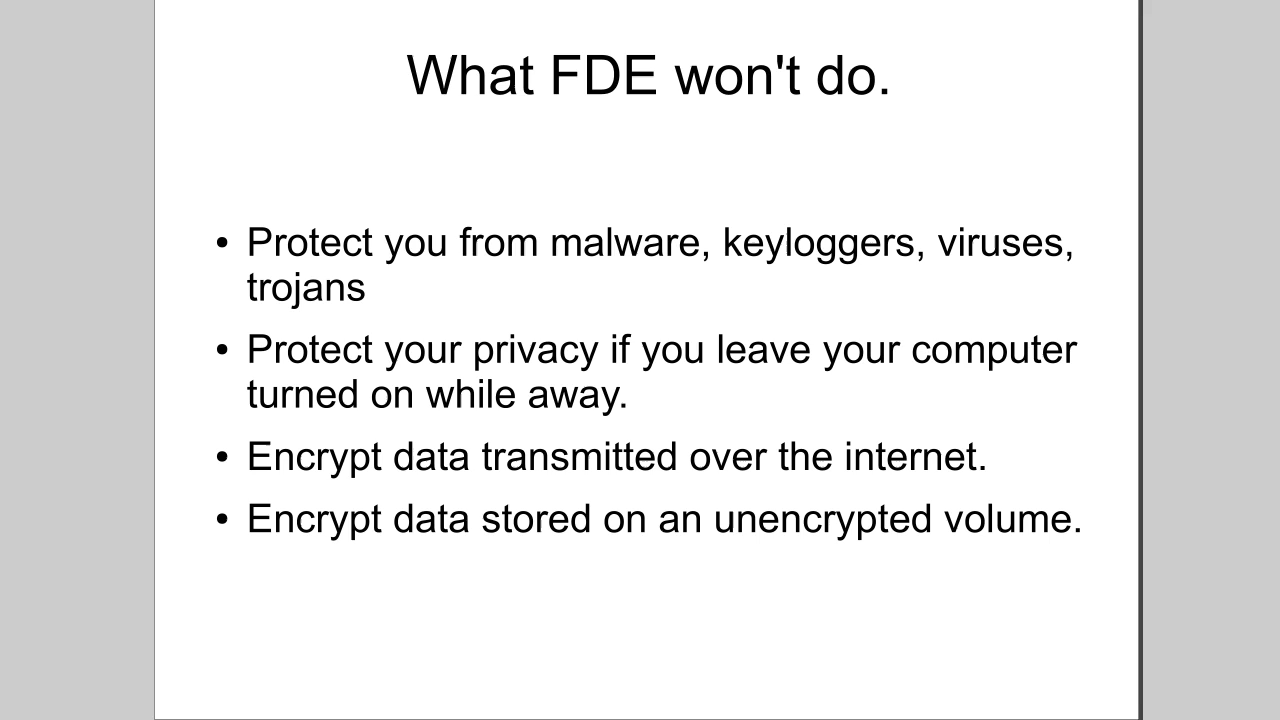 What FDE won't do.
• Protect you from malware, keyloggers, viruses,
trojans
• Protect your privacy if you leave your computer
turned on while away.
• Encrypt data transmitted over the internet.
• Encrypt data stored on an unencrypted volume.